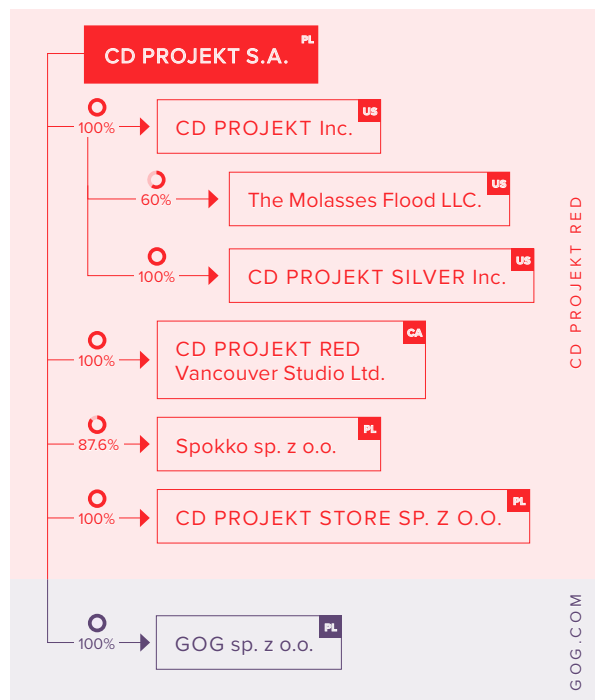 PL
CD PROJEKT S.A.
US
100%
CD PROJEKT Inc.
US
60%
The Molasses Flood LLC.
US
100%
CD PROJEKT SILVER Inc.
CA
100%
CD PROJEKT RED
Vancouver Studio Ltd.
PL
87.6%
Spokko sp. z o.o.
PL
100%
CD PROJEKT STORE SP. Z O.O.
CD PROJEKT RED
PL
100%
GOG sp. z o.o.
GOG.COM